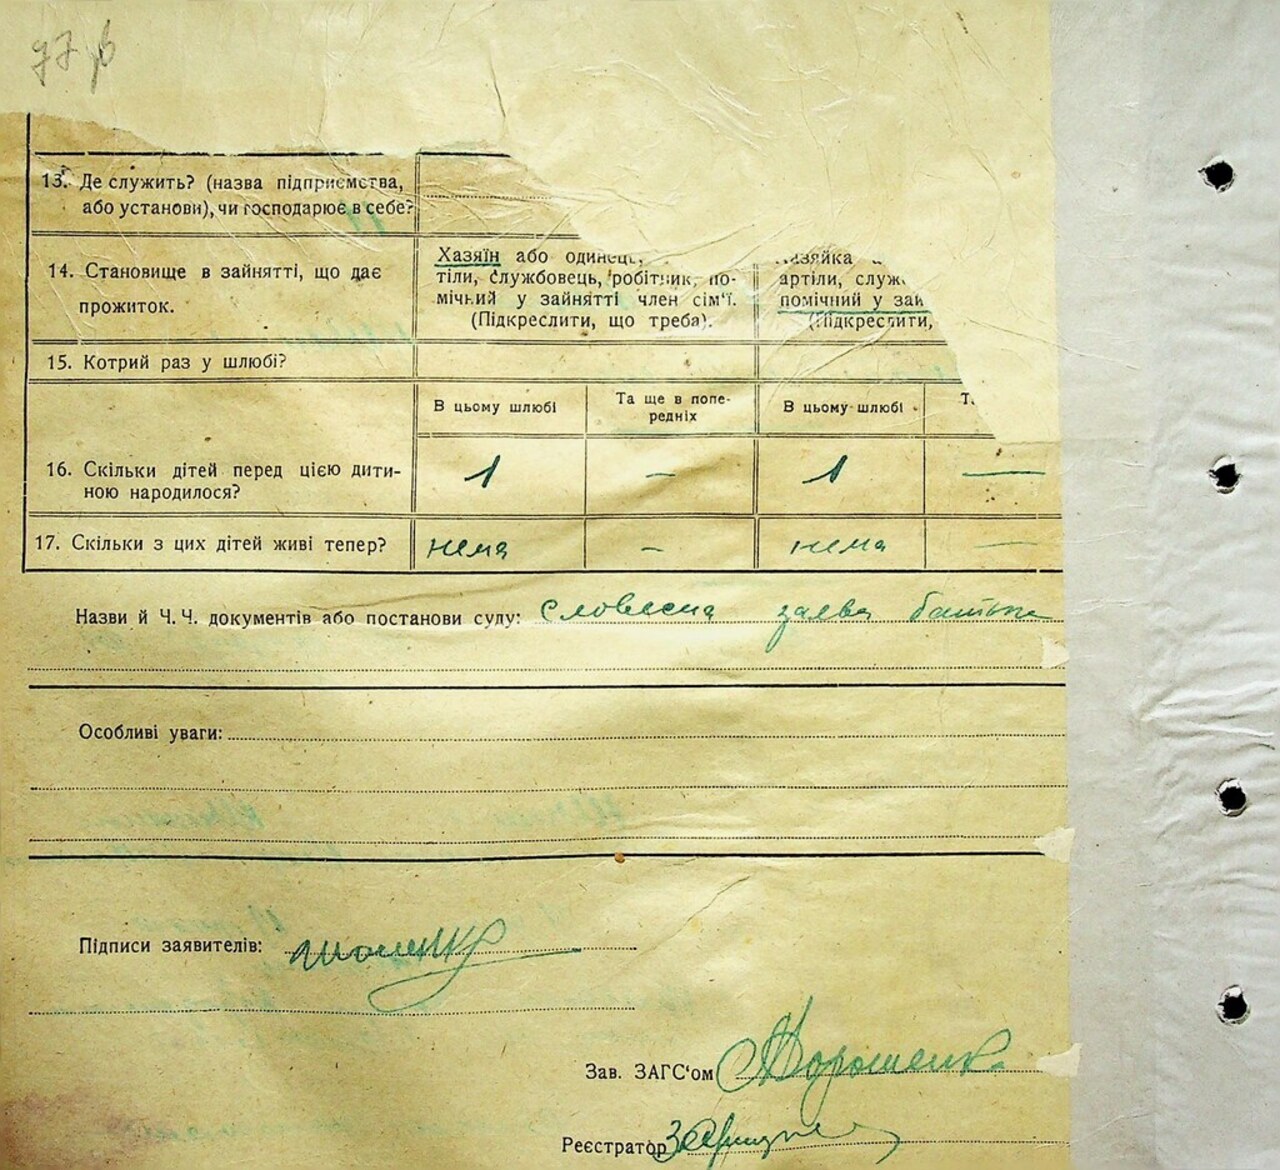 77
13. Де служить? (назва підприємства,
або установи), чи господарює в себе?
14. Становище в зайнятті, що дає
прожиток.
Хазяїн або одинець,
тіли, службовець, робітник, по-
мічний у зайнятті член сім'ї.
(Підкреслити, що треба).
Хазяйка
артіли, служ
помічний у зай
(Підкреслити,
15. Котрий раз у шлюбі?
В цьому шлюбі
Та ще в попе-
редніх
В цьому шлюбі
Т
16. Скільки дітей перед цією дити-
ною народилося?
1 — 1 —
17. Скільки з цих дітей живі тепер? нема — нема —
Назви й Ч. Ч. документів або постанови суду: Словесна заява батька
Особливі уваги:
Підписи заявителів:
Зав. ЗАГС'ом Дорошенко
Реєстратор